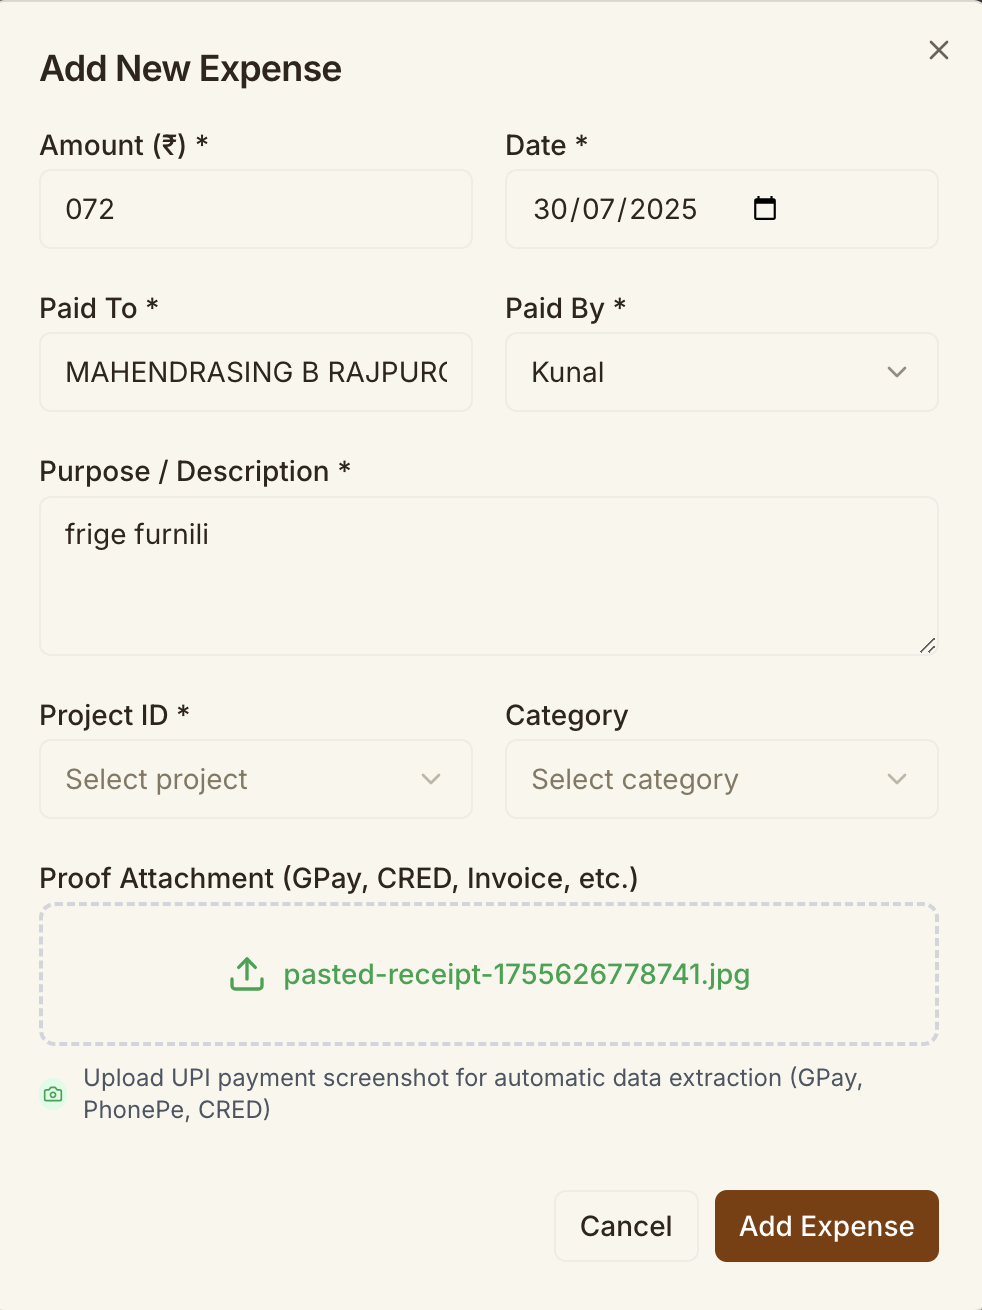 Add New Expense
Amount (₹) *
Date *
072
30/07/2025
Paid To *
Paid By *
MAHENDRASING B RAJPURO
Kunal
Purpose / Description *
frige furnili
Project ID *
Category
Select project
Select category
Proof Attachment (GPay, CRED, Invoice, etc.)
pasted-receipt-1755626778741.jpg
Upload UPI payment screenshot for automatic data extraction (GPay,
PhonePe, CRED)
Cancel
Add Expense